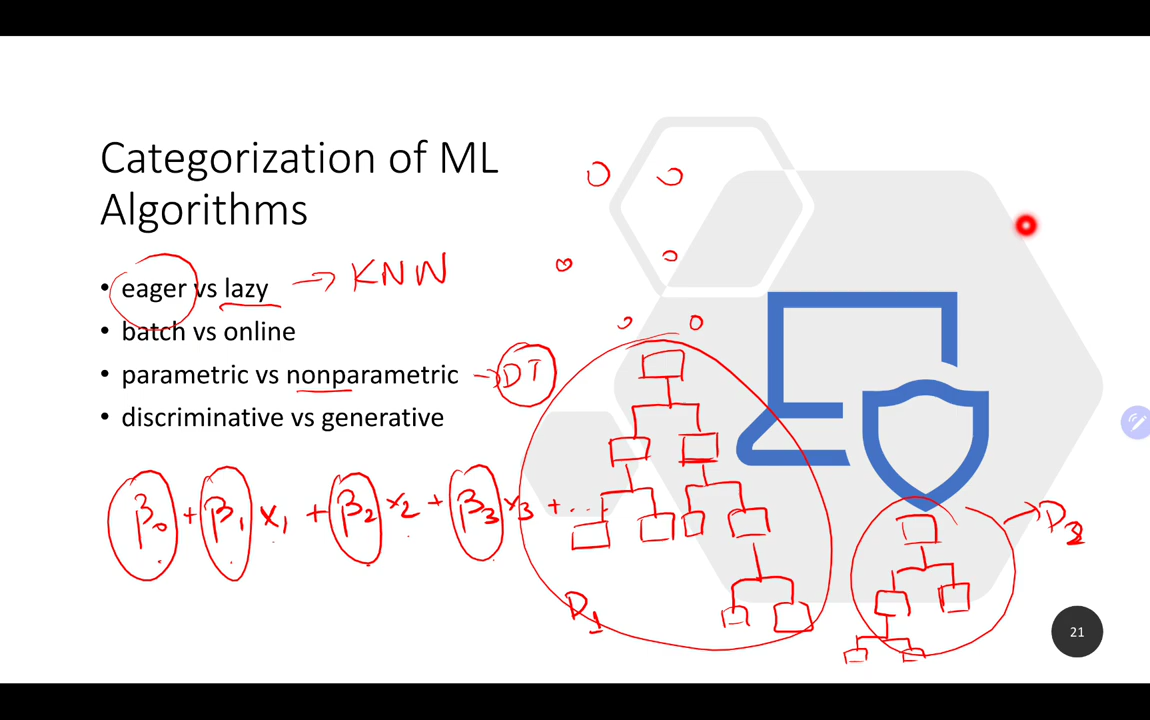 Categorization of ML
Algorithms
• eager vs lazy → KNN
• batch vs online
• parametric vs nonparametric → DT
• discriminative vs generative
β0 + β1 x1 + β2 x2 + β3 x3 + ...
D1
D2
21